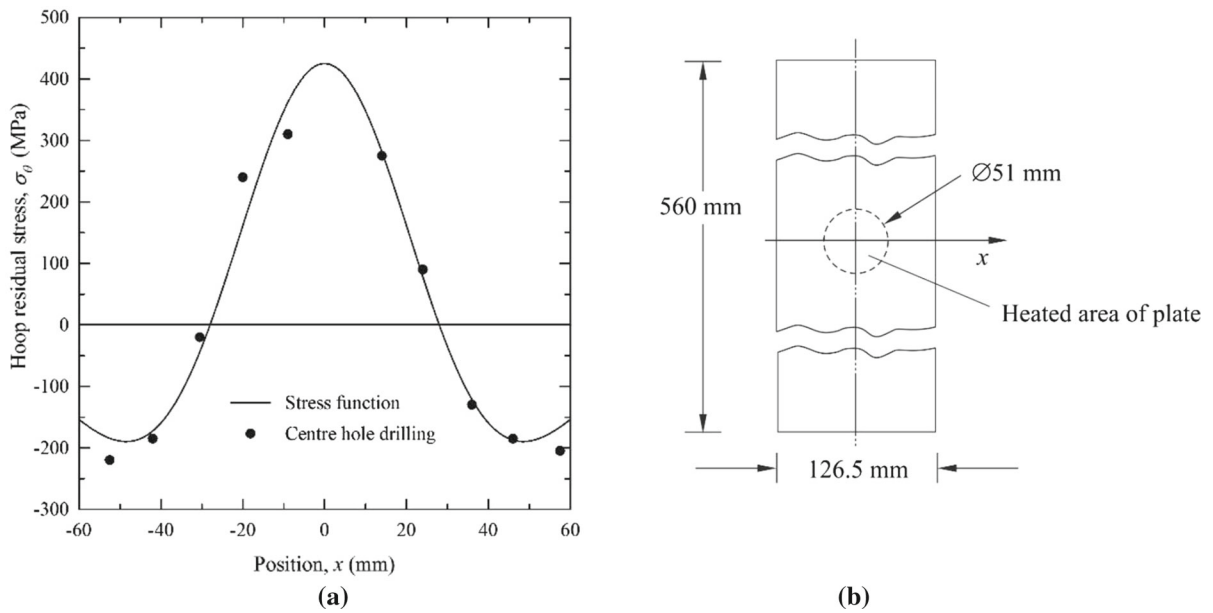 500
400
300
200
100
0
-100
-200
-300
Hoop residual stress, σθ (MPa)
Stress function
Centre hole drilling
-60 -40 -20 0 20 40 60
Position, x (mm)
(a)
560 mm
∅51 mm
x
Heated area of plate
126.5 mm
(b)